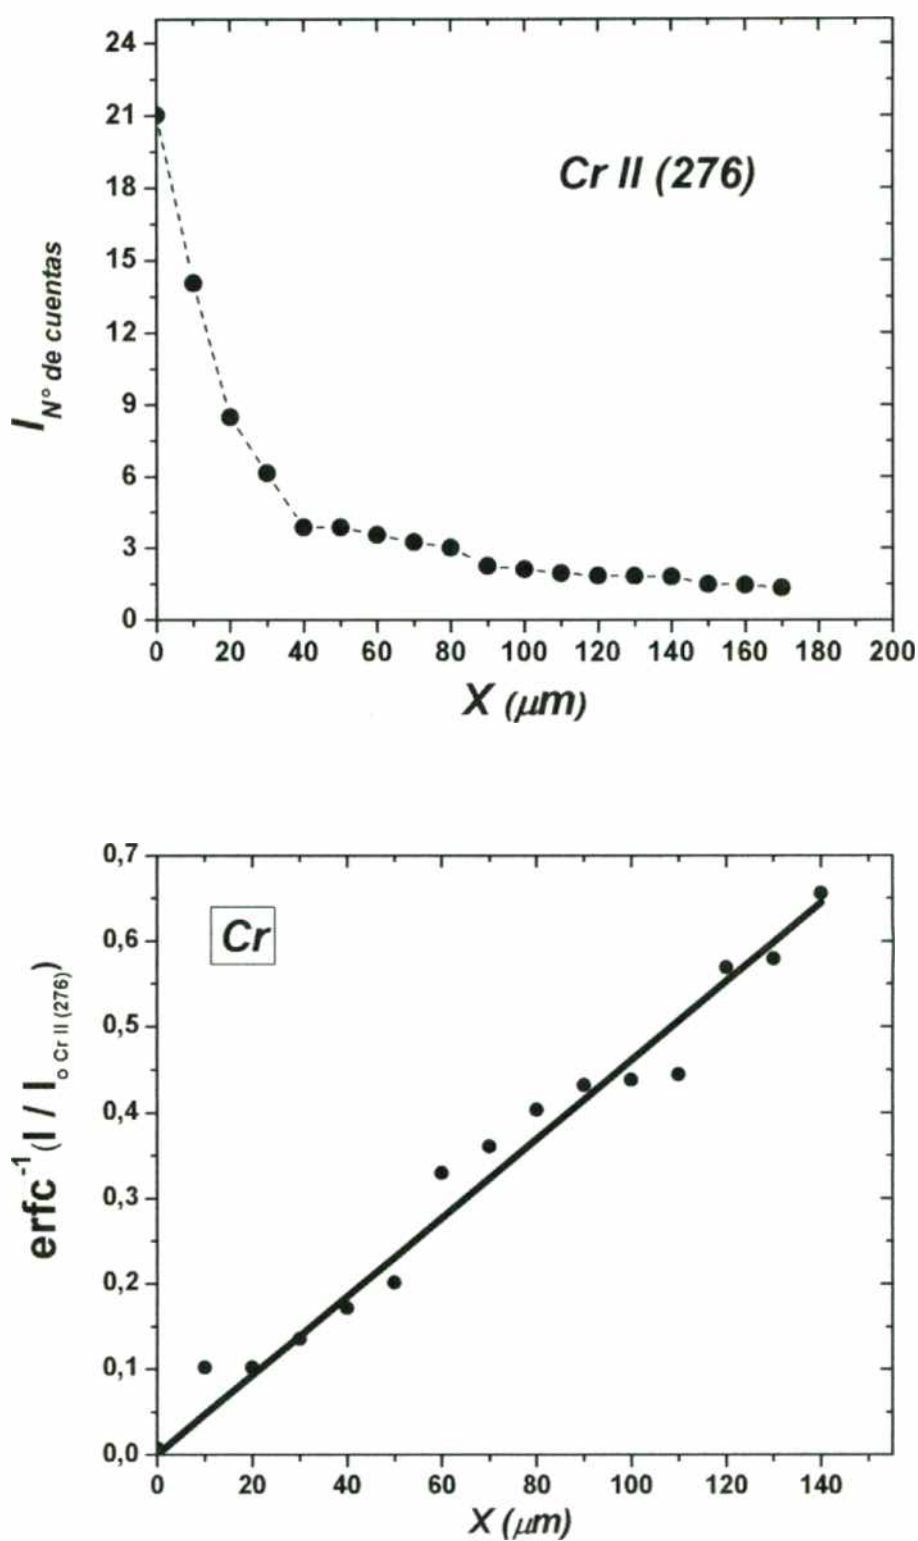 24
21
18
15
12
9
6
3
0
I N° de cuentas
Cr II (276)
0 20 40 60 80 100 120 140 160 180 200
X (μm)
0,7
0,6
0,5
0,4
0,3
0,2
0,1
0,0
erfc⁻¹ (I / I o Cr II (276))
Cr
0 20 40 60 80 100 120 140
X (μm)